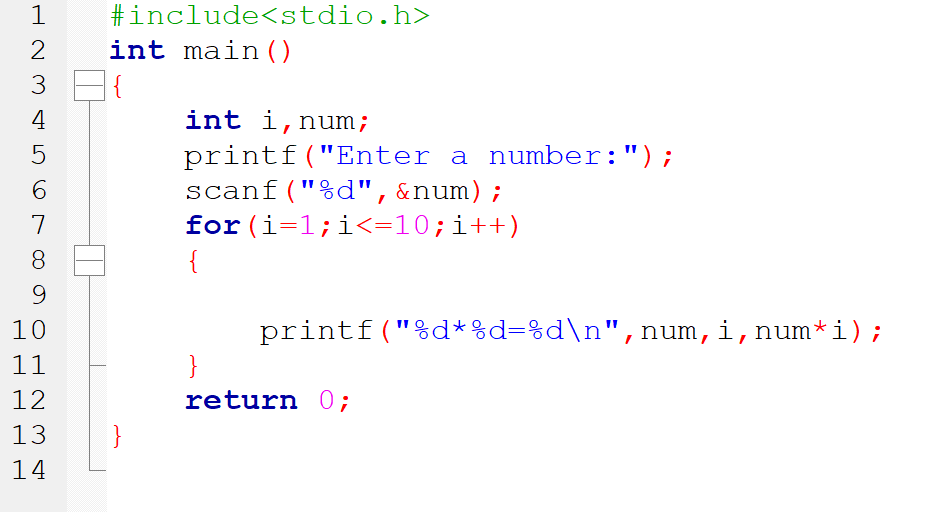 1 #include<stdio.h>
2 int main()
3 {
4 int i,num;
5 printf("Enter a number:");
6 scanf("%d",&num);
7 for(i=1;i<=10;i++)
8 {
9
10 printf("%d*%d=%d\n",num,i,num*i);
11 }
12 return 0;
13 }
14